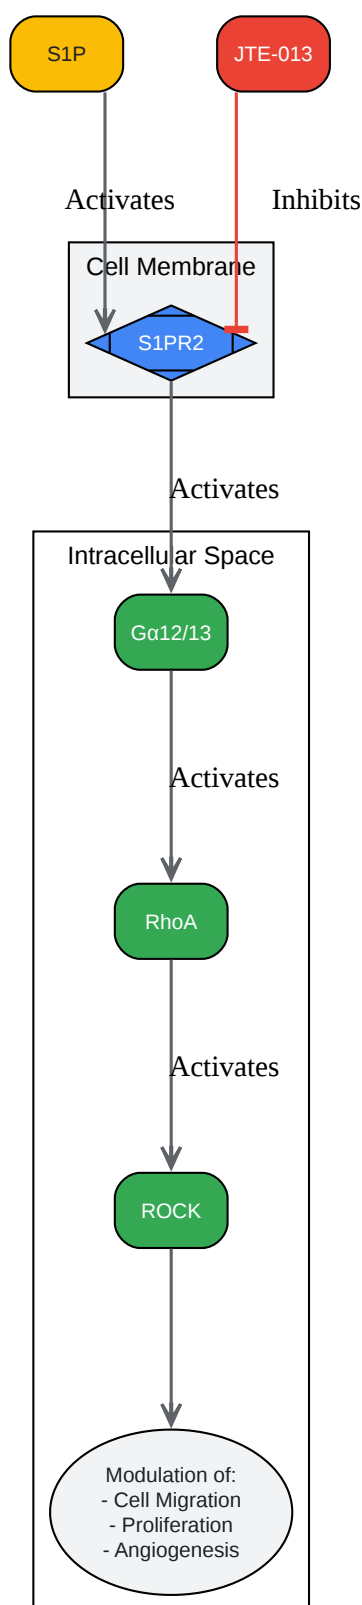 S1P
JTE-013
Activates
Inhibits
Cell Membrane
S1PR2
Activates
Intracellular Space
Gα12/13
Activates
RhoA
Activates
ROCK
Modulation of:
- Cell Migration
- Proliferation
- Angiogenesis